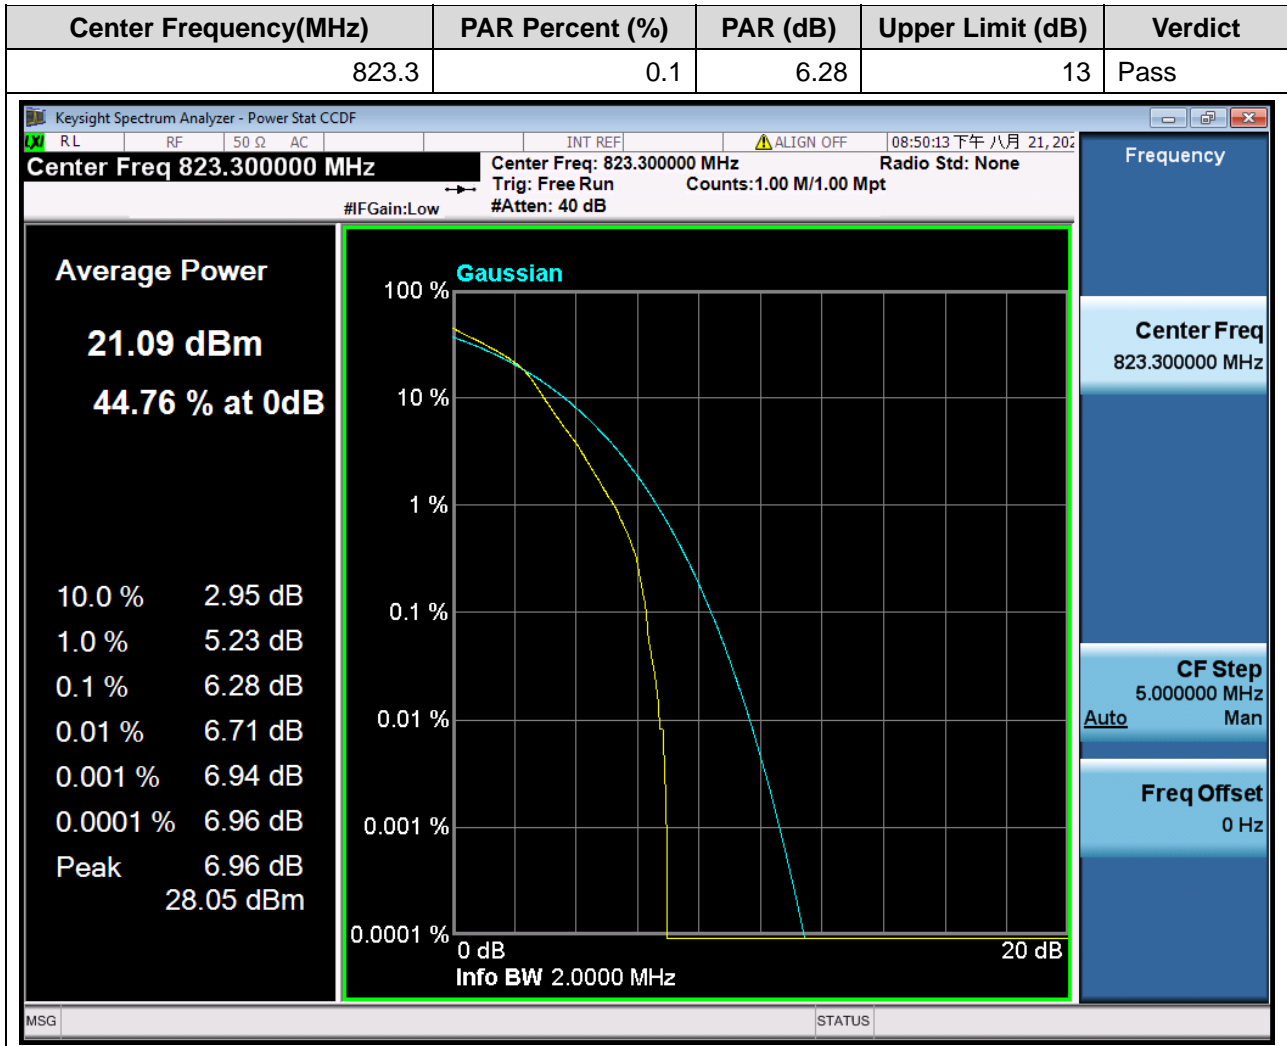 Center Frequency(MHz) PAR Percent (%) PAR (dB) Upper Limit (dB) Verdict
823.3 0.1 6.28 13 Pass
Keysight Spectrum Analyzer - Power Stat CCDF
LXI RL RF 50 Ω AC INT REF ALIGN OFF 08:50:13 下午 八月 21, 202
Center Freq 823.300000 MHz
Center Freq: 823.300000 MHz Radio Std: None
Trig: Free Run Counts:1.00 M/1.00 Mpt
#IFGain:Low #Atten: 40 dB
Average Power
21.09 dBm
44.76 % at 0dB
10.0 % 2.95 dB
1.0 % 5.23 dB
0.1 % 6.28 dB
0.01 % 6.71 dB
0.001 % 6.94 dB
0.0001 % 6.96 dB
Peak 6.96 dB
28.05 dBm
Gaussian
100 %
10 %
1 %
0.1 %
0.01 %
0.001 %
0.0001 %
0 dB 20 dB
Info BW 2.0000 MHz
Frequency
Center Freq
823.300000 MHz
CF Step
5.000000 MHz
Auto Man
Freq Offset
0 Hz
MSG STATUS